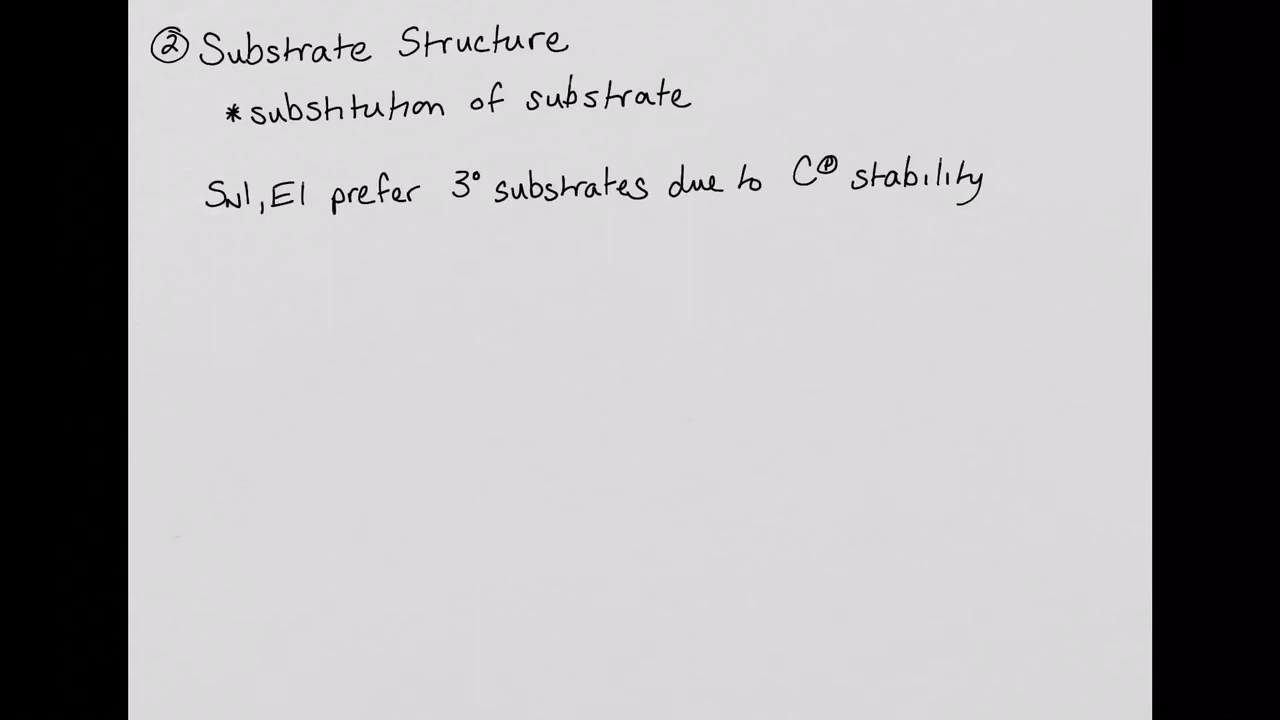 ② Substrate Structure
* substitution of substrate
SN1, E1 prefer 3° substrates due to C⊕ stability